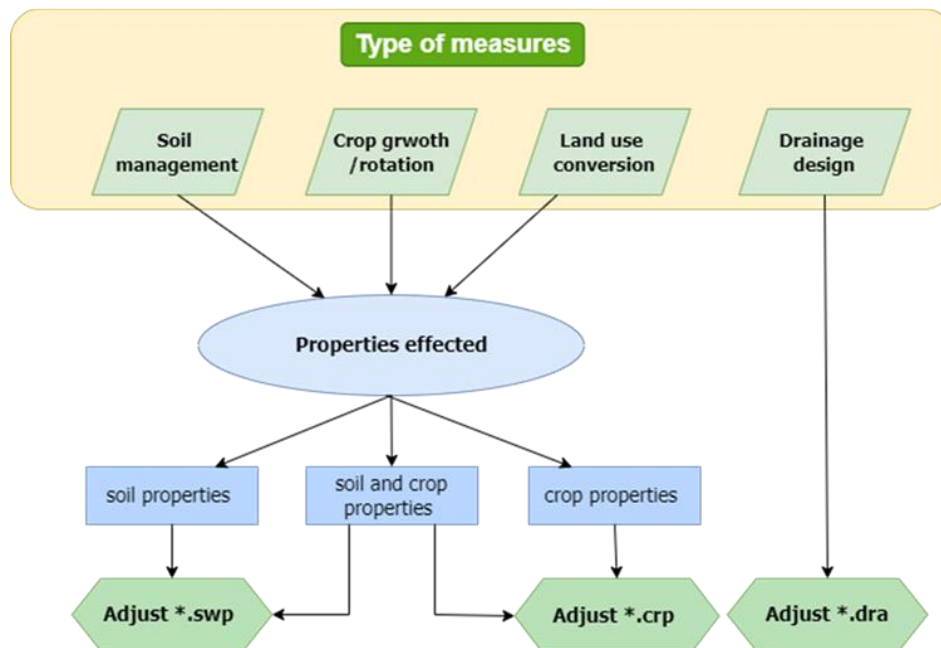 Type of measures
Soil
management
Crop grwoth
/rotation
Land use
conversion
Drainage
design
Properties effected
soil properties
soil and crop
properties
crop properties
Adjust *.swp
Adjust *.crp
Adjust *.dra